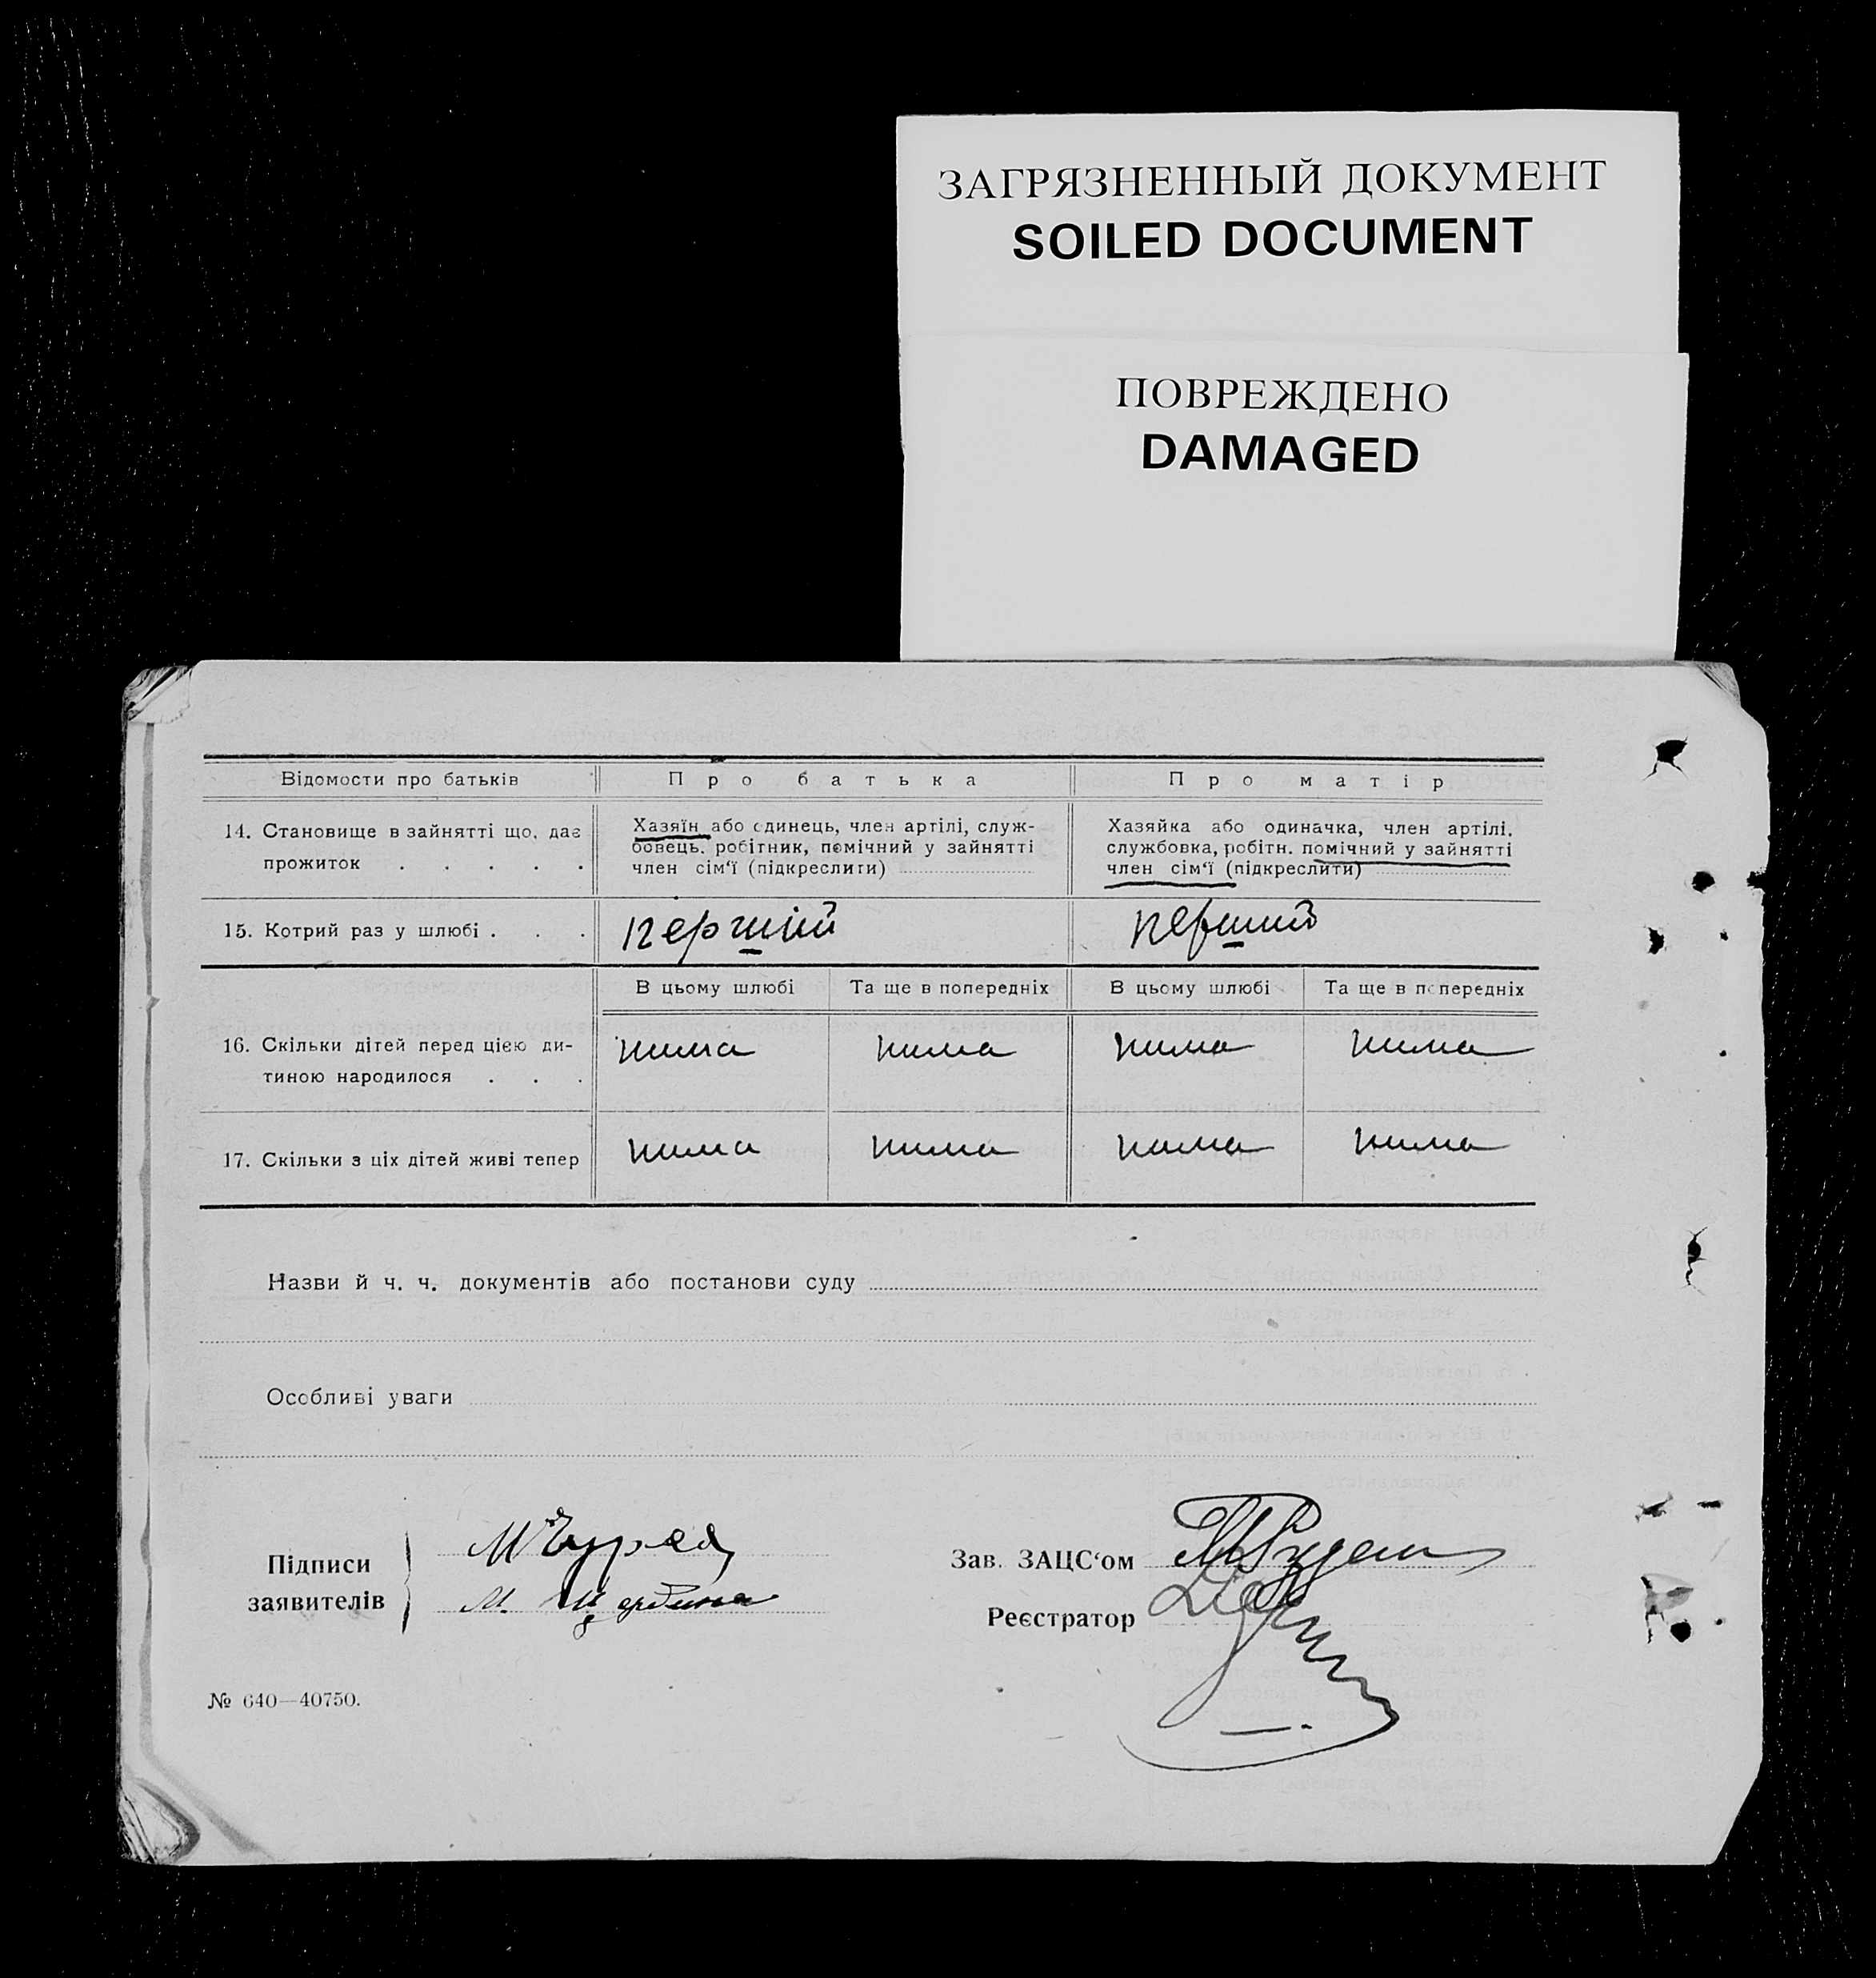 ЗАГРЯЗНЕННЫЙ ДОКУМЕНТ
SOILED DOCUMENT
ПОВРЕЖДЕНО
DAMAGED
Відомости про батьків Про батька Про матір
14. Становище в зайнятті що, дає прожиток . . . . .
Хазяїн або одинець, член артілі, служ-
бовець. робітник, помічний у зайнятті
член сім‘ї (підкреслити)
Хазяйка або одиначка, член артілі.
службовка, робітн. помічний у зайнятті
член сім‘ї (підкреслити)
15. Котрий раз у шлюбі . . . перший перший
В цьому шлюбі Та ще в попередніх В цьому шлюбі Та ще в попередніх
16. Скільки дітей перед цією ди-
тиною народилося . . . нима нима нима нима
17. Скільки з ціх дітей живі тепер нима нима нима нима
Назви й ч. ч. документів або постанови суду
Особливі уваги
Підписи
заявителів
М.
Зав. ЗАЦС‘ом
Реєстратор
№ 640—40750.